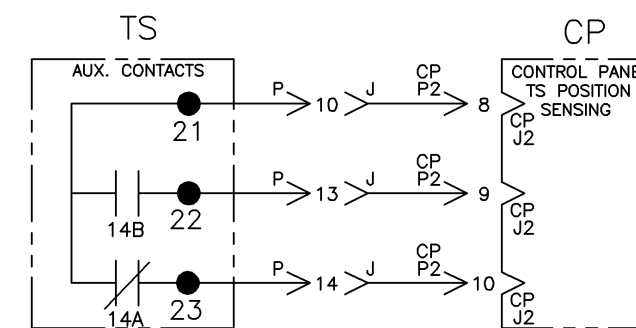 TS
CP
AUX. CONTACTS
CONTROL PANE
TS POSITION
SENSING
21
P
10
J
CP
P2
8
CP
J2
14B
22
P
13
J
CP
P2
9
CP
J2
14A
23
P
14
J
CP
P2
10
CP
J2